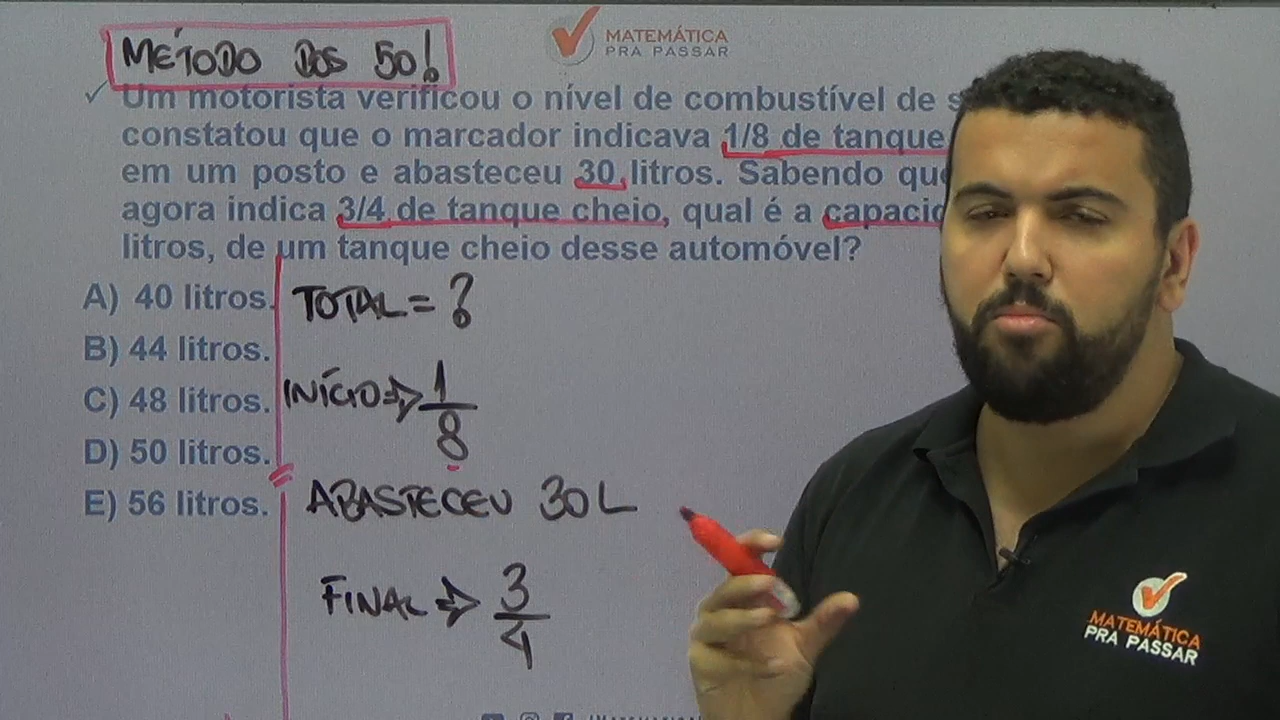 MÉTODO DOS 50!
MATEMÁTICA
PRA PASSAR
✓ Um motorista verificou o nível de combustível de
constatou que o marcador indicava 1/8 de tanque
em um posto e abasteceu 30 litros. Sabendo
agora indica 3/4 de tanque cheio, qual é a
litros, de um tanque cheio desse automóvel?
A) 40 litros.
B) 44 litros.
C) 48 litros.
D) 50 litros.
E) 56 litros.
TOTAL = ?
INÍCIO ⇒ 1/8
ABASTECEU 30L
FINAL ⇒ 3/4
MATEMÁTICA
PRA PASSAR